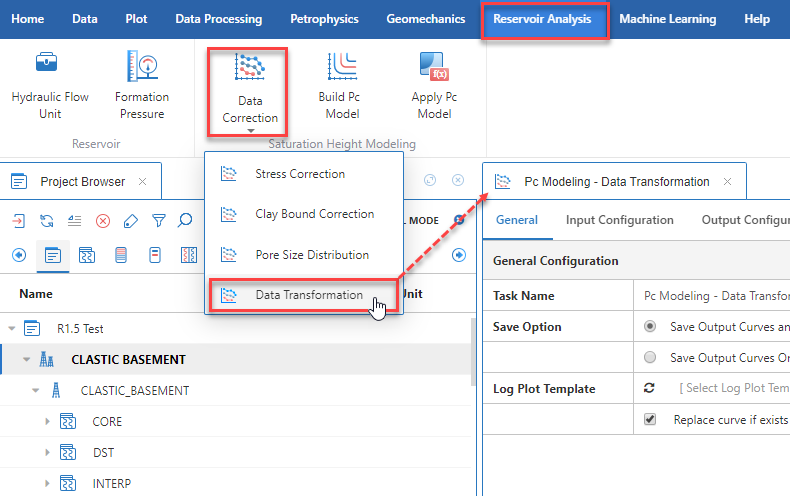 Home Data Plot Data Processing Petrophysics Geomechanics Reservoir Analysis Machine Learning Help
Hydraulic Flow Unit
Formation Pressure
Data Correction
Build Pc Model
Apply Pc Model
f(x)
Reservoir
Saturation Height Modeling
Stress Correction
Clay Bound Correction
Pore Size Distribution
Data Transformation
Project Browser
MODE
Name
R1.5 Test
CLASTIC BASEMENT
CLASTIC_BASEMENT
CORE
DST
INTERP
Pc Modeling - Data Transformation
General Input Configuration Output Configur
General Configuration
Task Name Pc Modeling - Data Transfor
Save Option Save Output Curves an
Save Output Curves On
Log Plot Template [ Select Log Plot Tem
Replace curve if exists